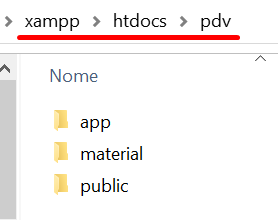 xampp htdocs pdv
Nome
app
material
public